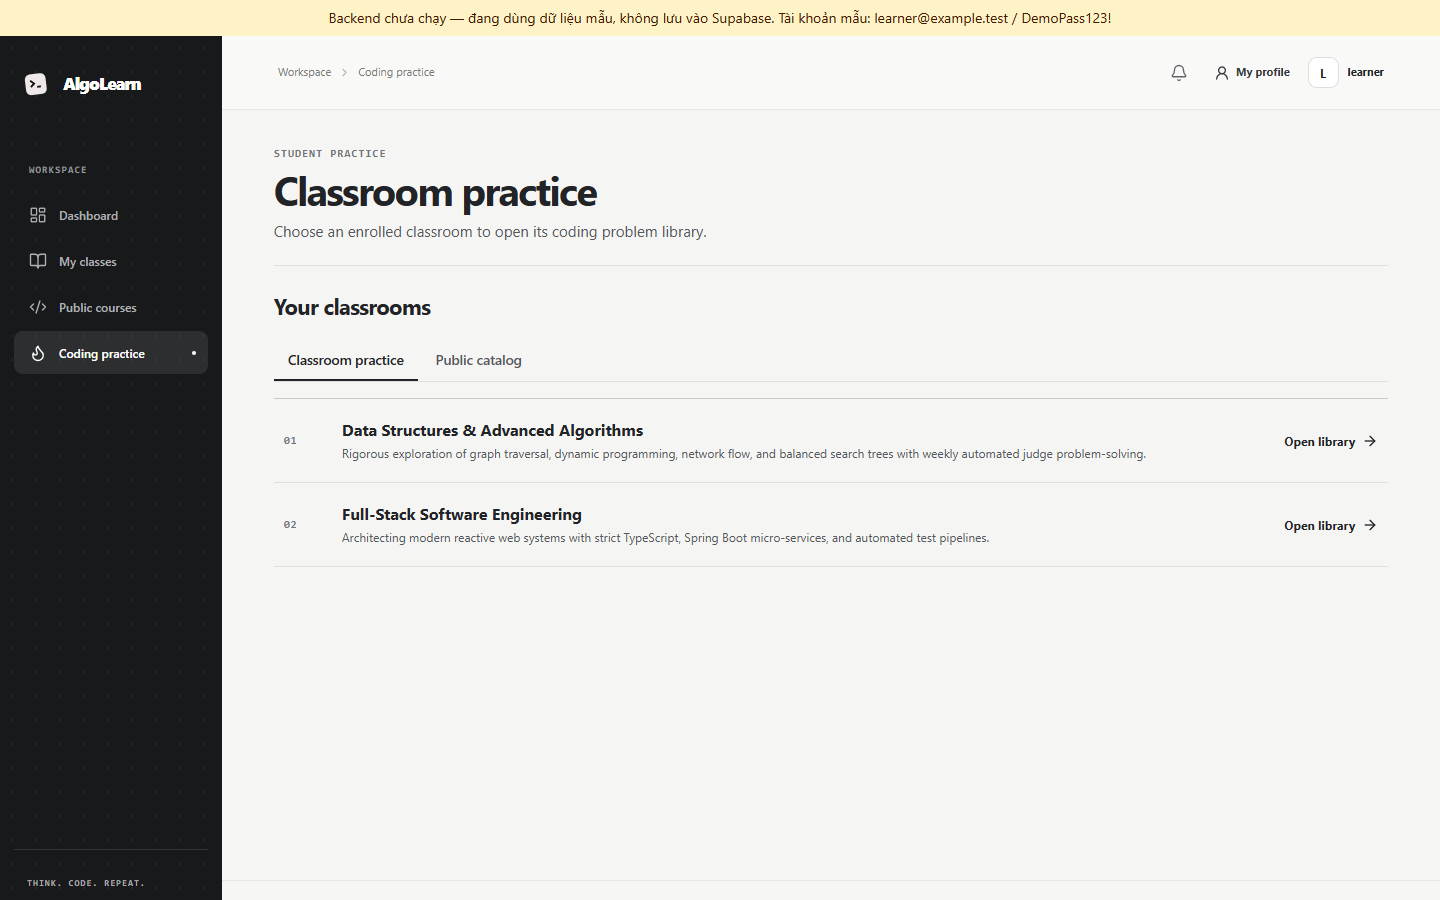 Backend chưa chạy — đang dùng dữ liệu mẫu, không lưu vào Supabase. Tài khoản mẫu: learner@example.test / DemoPass123!
AlgoLearn
Workspace > Coding practice
My profile
L
learner
WORKSPACE
Dashboard
My classes
Public courses
Coding practice
THINK. CODE. REPEAT.
STUDENT PRACTICE
Classroom practice
Choose an enrolled classroom to open its coding problem library.
Your classrooms
Classroom practice
Public catalog
01
Data Structures & Advanced Algorithms
Rigorous exploration of graph traversal, dynamic programming, network flow, and balanced search trees with weekly automated judge problem-solving.
Open library
02
Full-Stack Software Engineering
Architecting modern reactive web systems with strict TypeScript, Spring Boot micro-services, and automated test pipelines.
Open library